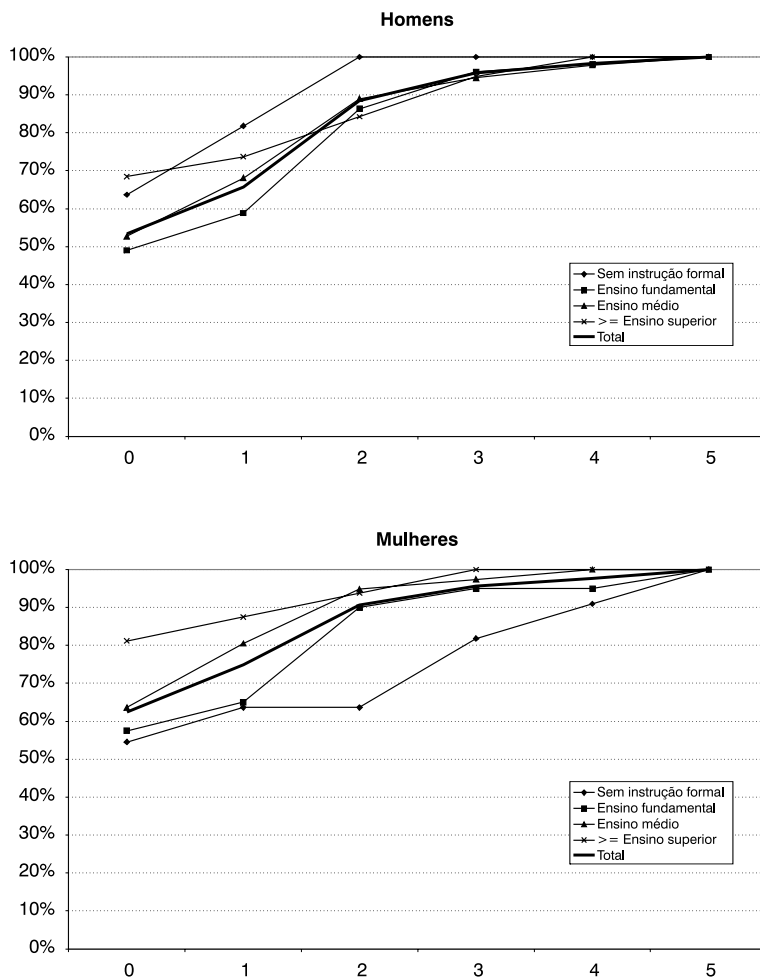 Homens
100%
90%
80%
70%
60%
50%
40%
30%
20%
10%
0%
0 1 2 3 4 5
Sem instrução formal
Ensino fundamental
Ensino médio
>= Ensino superior
Total
Mulheres
100%
90%
80%
70%
60%
50%
40%
30%
20%
10%
0%
0 1 2 3 4 5
Sem instrução formal
Ensino fundamental
Ensino médio
>= Ensino superior
Total